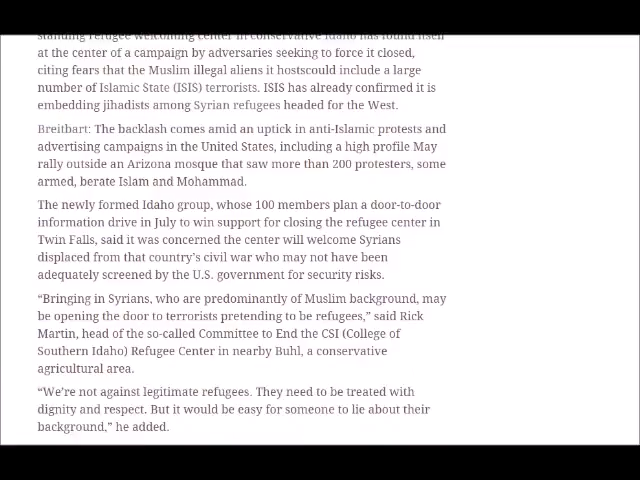 standing refugee welcoming center in conservative Idaho has found itself
at the center of a campaign by adversaries seeking to force it closed,
citing fears that the Muslim illegal aliens it hostscould include a large
number of Islamic State (ISIS) terrorists. ISIS has already confirmed it is
embedding jihadists among Syrian refugees headed for the West.
Breitbart: The backlash comes amid an uptick in anti-Islamic protests and
advertising campaigns in the United States, including a high profile May
rally outside an Arizona mosque that saw more than 200 protesters, some
armed, berate Islam and Mohammad.
The newly formed Idaho group, whose 100 members plan a door-to-door
information drive in July to win support for closing the refugee center in
Twin Falls, said it was concerned the center will welcome Syrians
displaced from that country’s civil war who may not have been
adequately screened by the U.S. government for security risks.
“Bringing in Syrians, who are predominantly of Muslim background, may
be opening the door to terrorists pretending to be refugees,” said Rick
Martin, head of the so-called Committee to End the CSI (College of
Southern Idaho) Refugee Center in nearby Buhl, a conservative
agricultural area.
“We’re not against legitimate refugees. They need to be treated with
dignity and respect. But it would be easy for someone to lie about their
background,” he added.